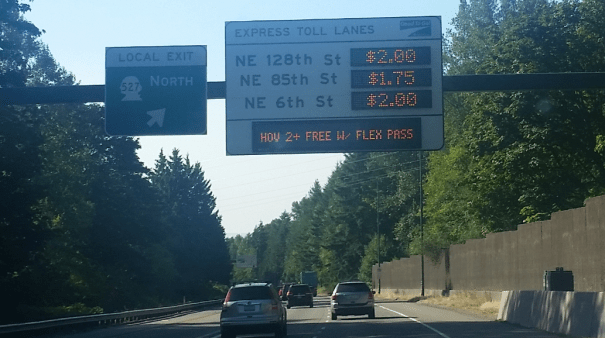 LOCAL EXIT
527 NORTH
EXPRESS TOLL LANES
NE 128th St $2.00
NE 85th St $1.75
NE 6th St $2.00
HOV 2+ FREE W/ FLEX PASS